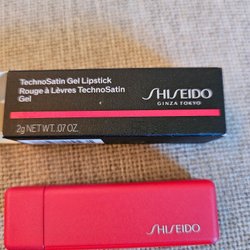 TechnoSatin Gel Lipstick
Rouge à Lèvres TechnoSatin
Gel
SHISEIDO
GINZA TOKYO
2g NET WT. .07 OZ
SHISEIDO